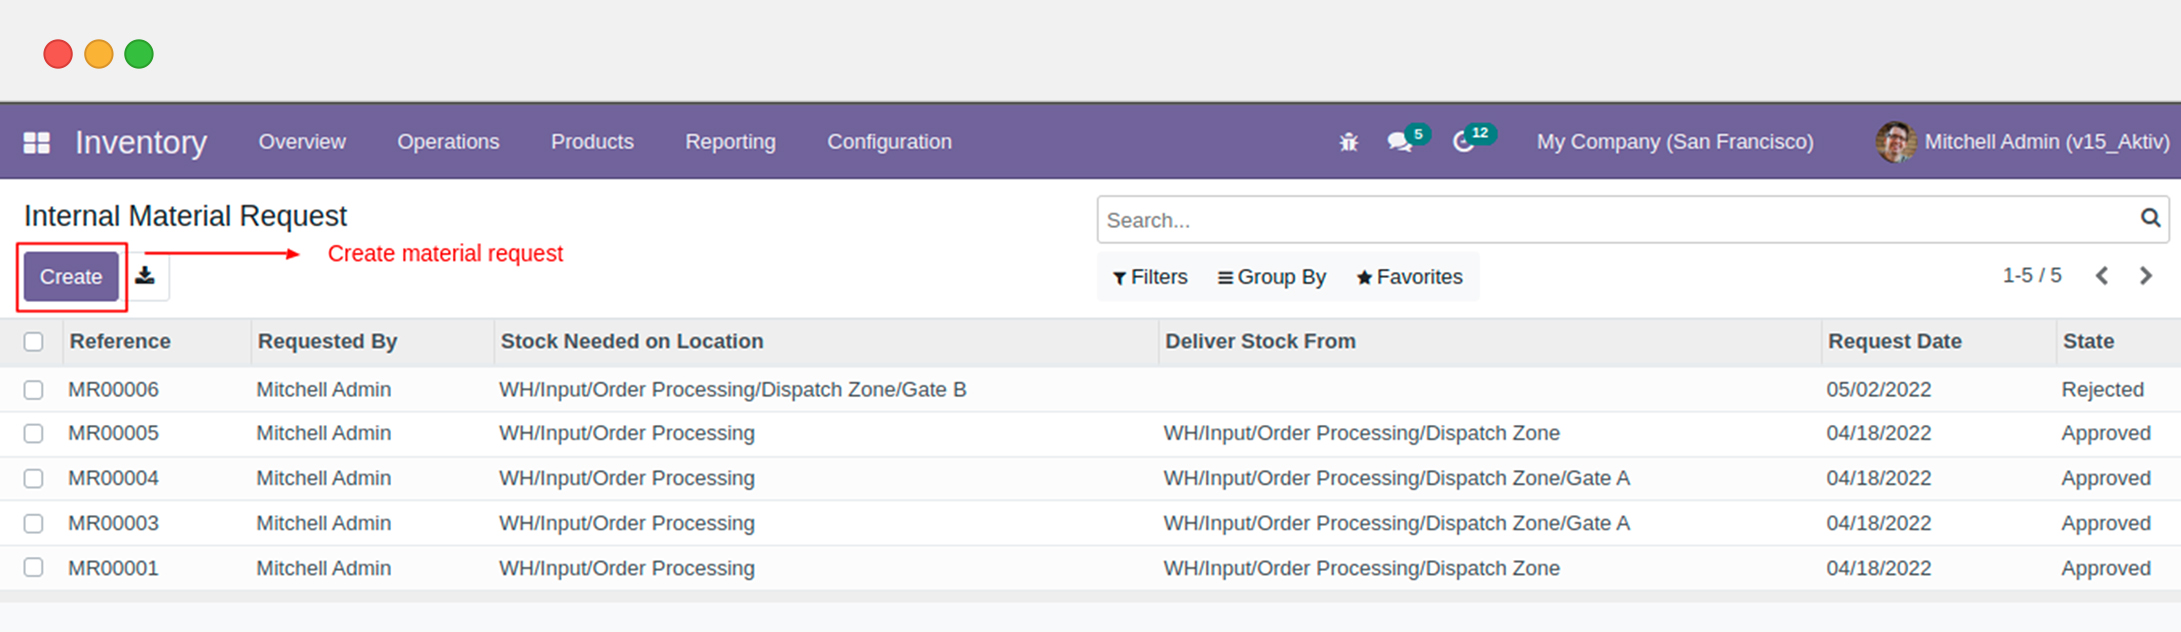 Inventory Overview Operations Products Reporting Configuration 5 12 My Company (San Francisco) Mitchell Admin (v15_Aktiv)
Internal Material Request
Search...
Create
Create material request
Filters Group By Favorites 1-5 / 5
Reference Requested By Stock Needed on Location Deliver Stock From Request Date State
MR00006 Mitchell Admin WH/Input/Order Processing/Dispatch Zone/Gate B 05/02/2022 Rejected
MR00005 Mitchell Admin WH/Input/Order Processing WH/Input/Order Processing/Dispatch Zone 04/18/2022 Approved
MR00004 Mitchell Admin WH/Input/Order Processing WH/Input/Order Processing/Dispatch Zone/Gate A 04/18/2022 Approved
MR00003 Mitchell Admin WH/Input/Order Processing WH/Input/Order Processing/Dispatch Zone/Gate A 04/18/2022 Approved
MR00001 Mitchell Admin WH/Input/Order Processing WH/Input/Order Processing/Dispatch Zone 04/18/2022 Approved